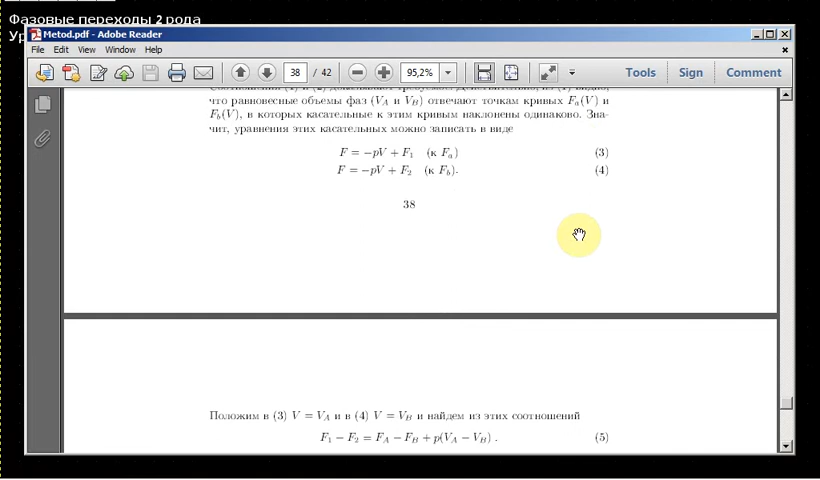 Фазовые переходы 2 рода
Ур
Metod.pdf - Adobe Reader
File Edit View Window Help
38 / 42 95,2% Tools Sign Comment
что равновесные объемы фаз (V_A и V_B) отвечают точкам кривых F_a(V) и
F_b(V), в которых касательные к этим кривым наклонены одинаково. Зна-
чит, уравнения этих касательных можно записать в виде
F = −pV + F_1 (к F_a) (3)
F = −pV + F_2 (к F_b). (4)
38
Положим в (3) V = V_A и в (4) V = V_B и найдем из этих соотношений
F_1 − F_2 = F_A − F_B + p(V_A − V_B) . (5)